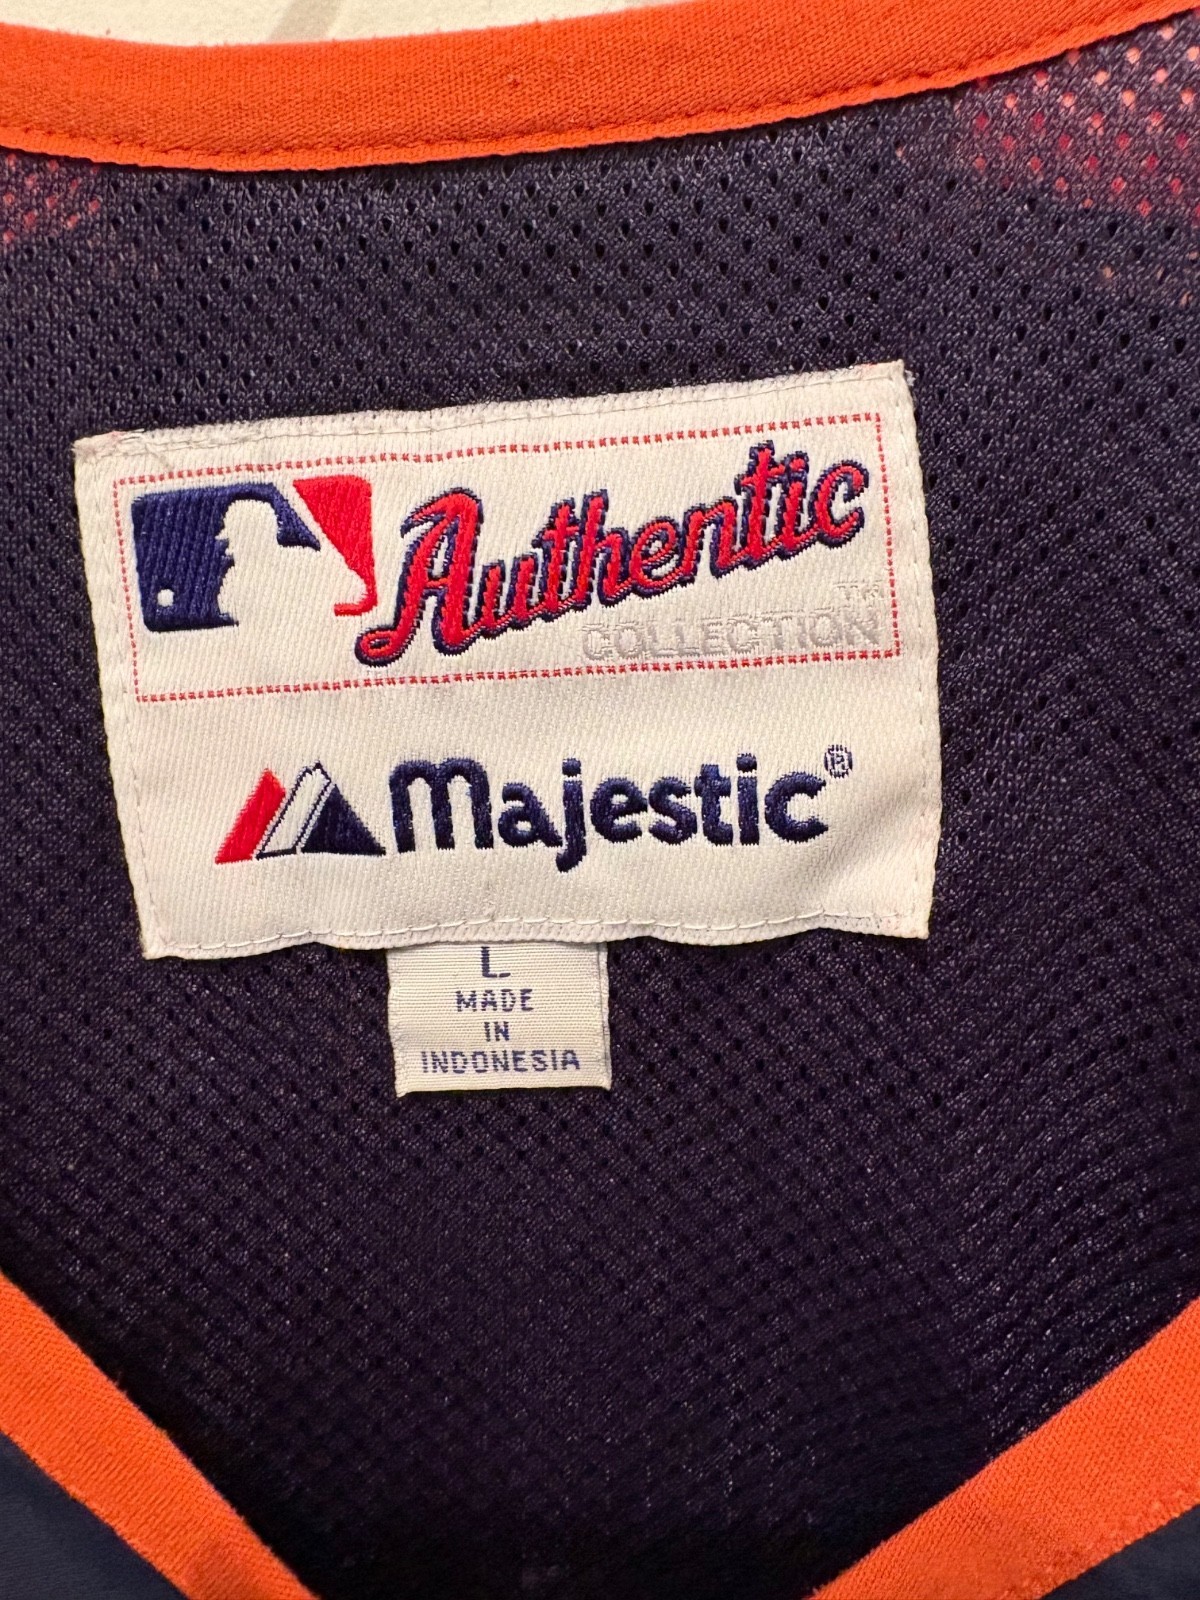 Authentic
™
COLLECTION
Majestic®
L
MADE
IN
INDONESIA